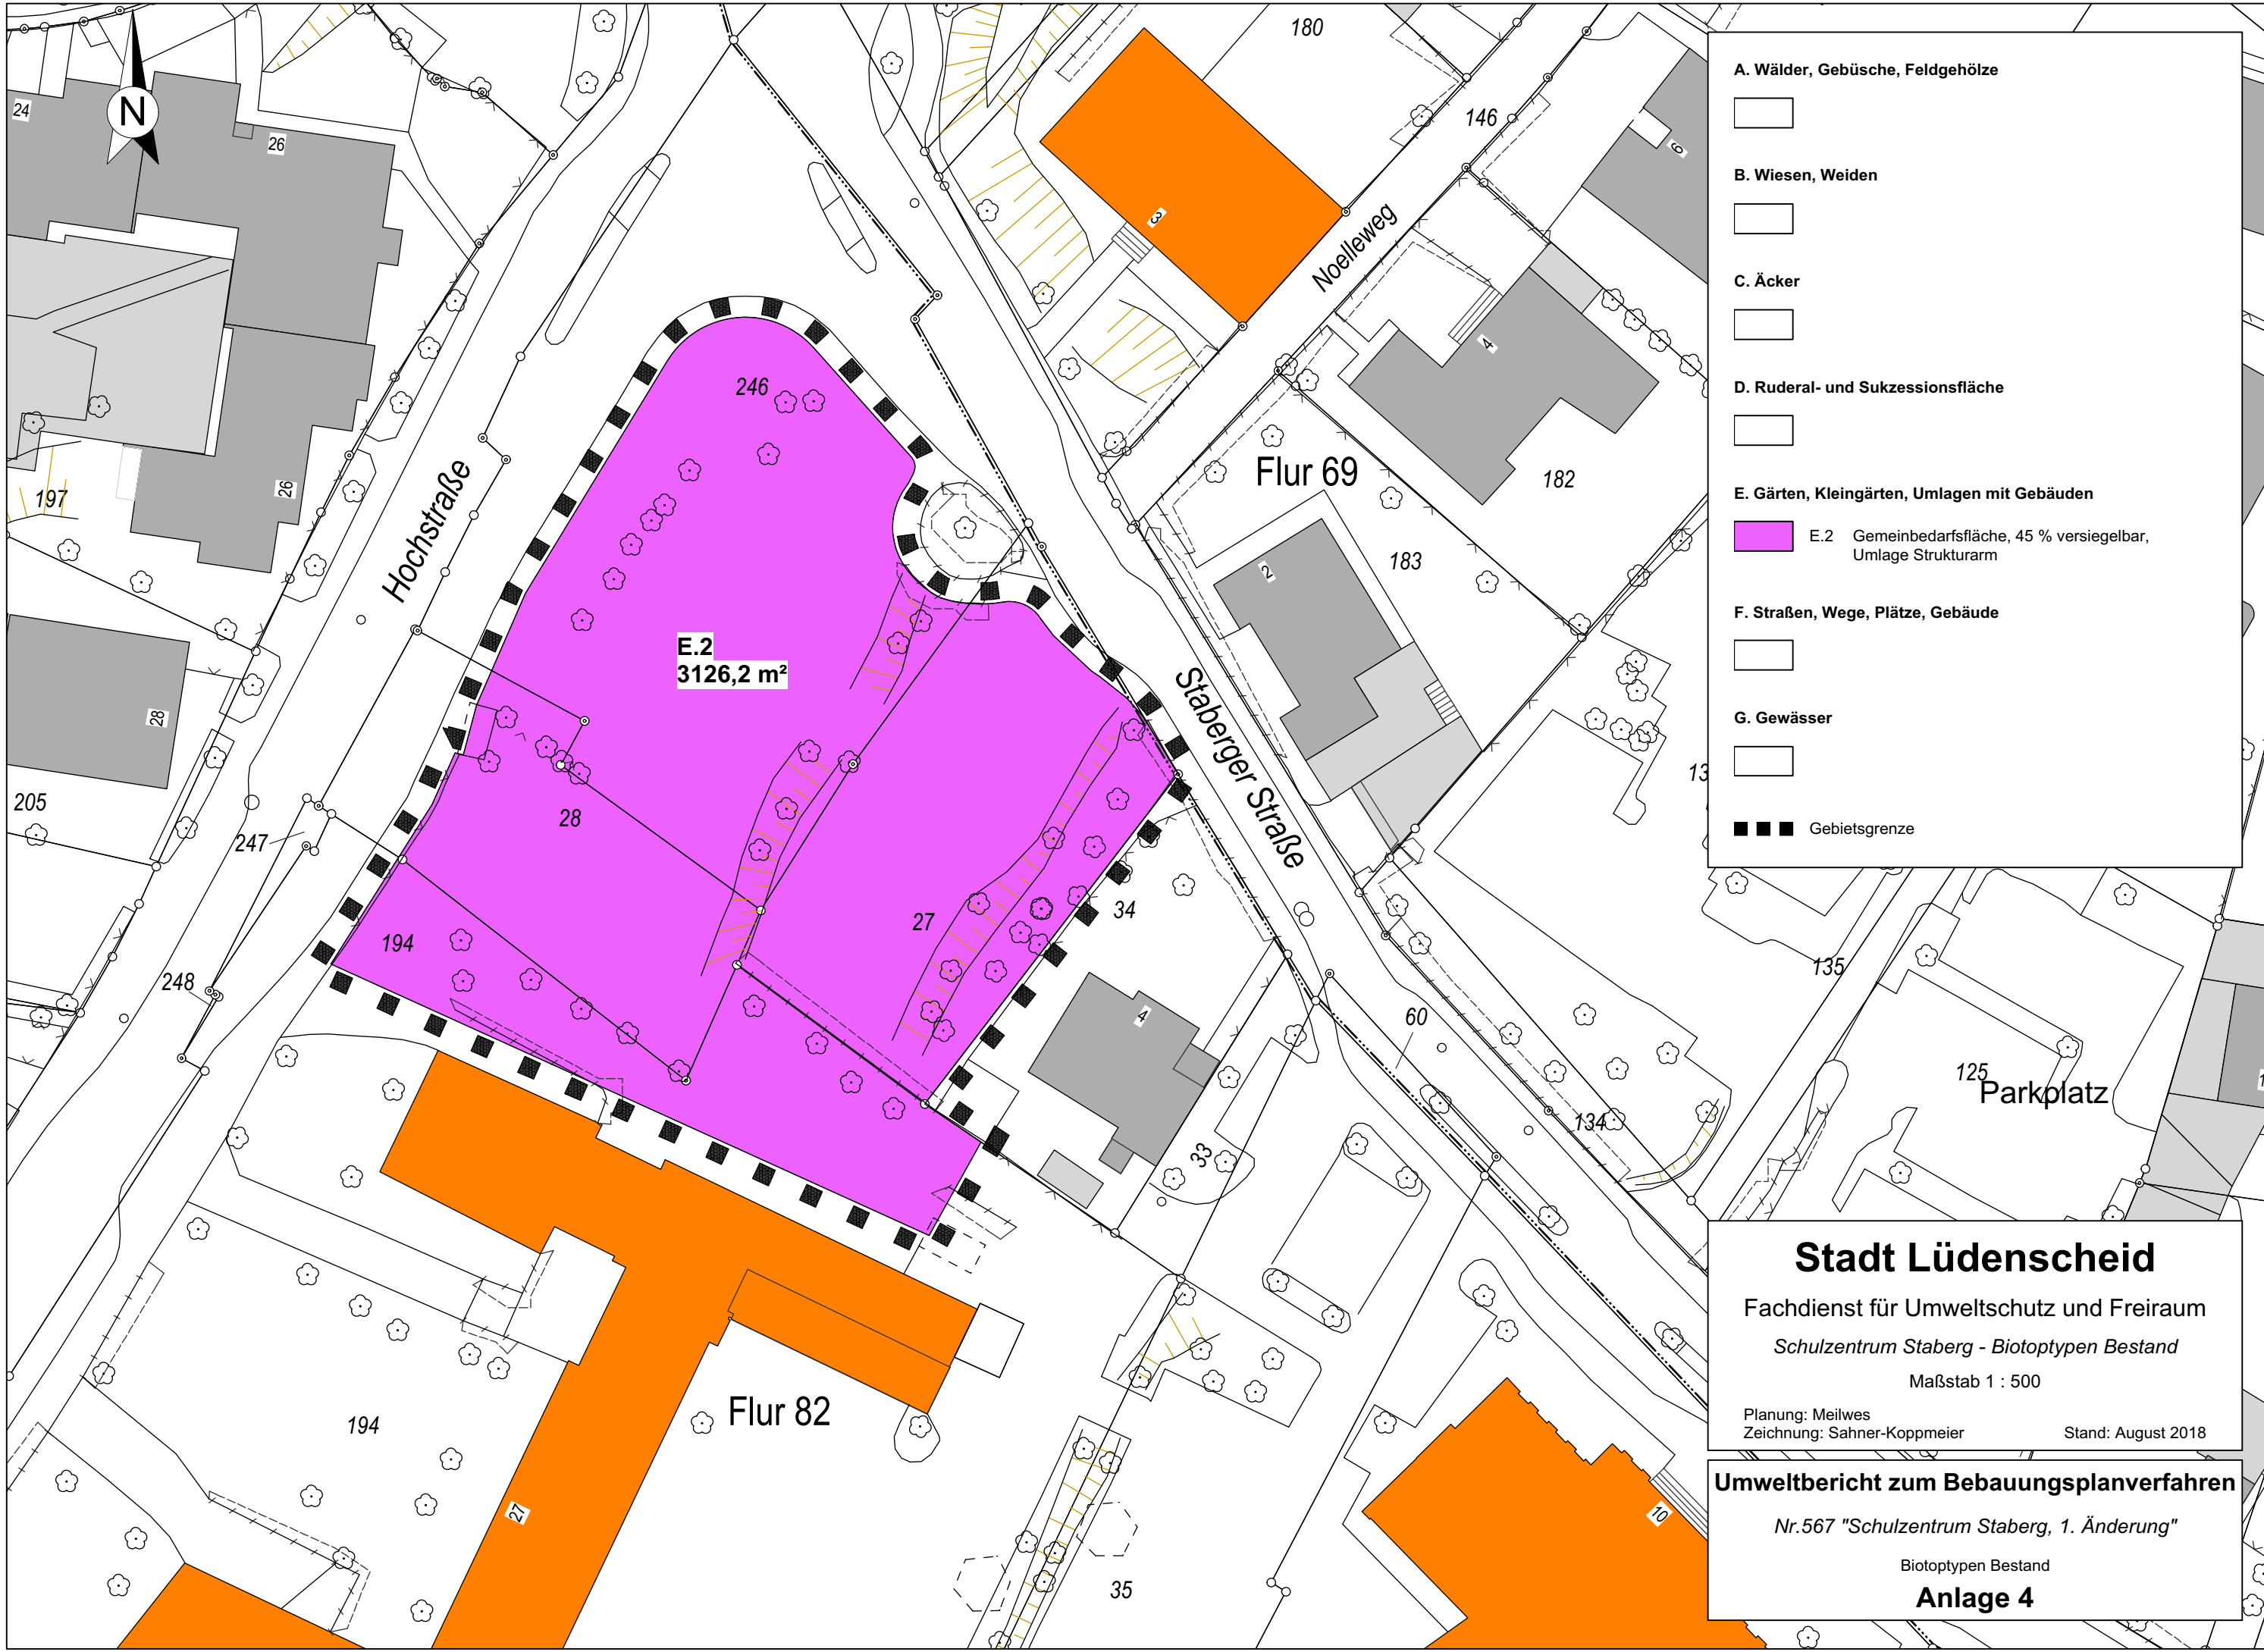 24
N
26
26
197
28
205
247
248
Hochstraße
246
E.2
3126,2 m²
28
194
27
34
4
33
60
180
3
146
6
Noelleweg
4
Flur 69
182
183
2
Staberger Straße
135
125
Parkplatz
134
194
Flur 82
27
35
10
A. Wälder, Gebüsche, Feldgehölze
B. Wiesen, Weiden
C. Äcker
D. Ruderal- und Sukzessionsfläche
E. Gärten, Kleingärten, Umlagen mit Gebäuden
E.2 Gemeinbedarfsfläche, 45 % versiegelbar,
Umlage Strukturarm
F. Straßen, Wege, Plätze, Gebäude
G. Gewässer
Gebietsgrenze
Stadt Lüdenscheid
Fachdienst für Umweltschutz und Freiraum
Schulzentrum Staberg - Biotoptypen Bestand
Maßstab 1 : 500
Planung: Meilwes
Zeichnung: Sahner-Koppmeier Stand: August 2018
Umweltbericht zum Bebauungsplanverfahren
Nr.567 "Schulzentrum Staberg, 1. Änderung"
Biotoptypen Bestand
Anlage 4